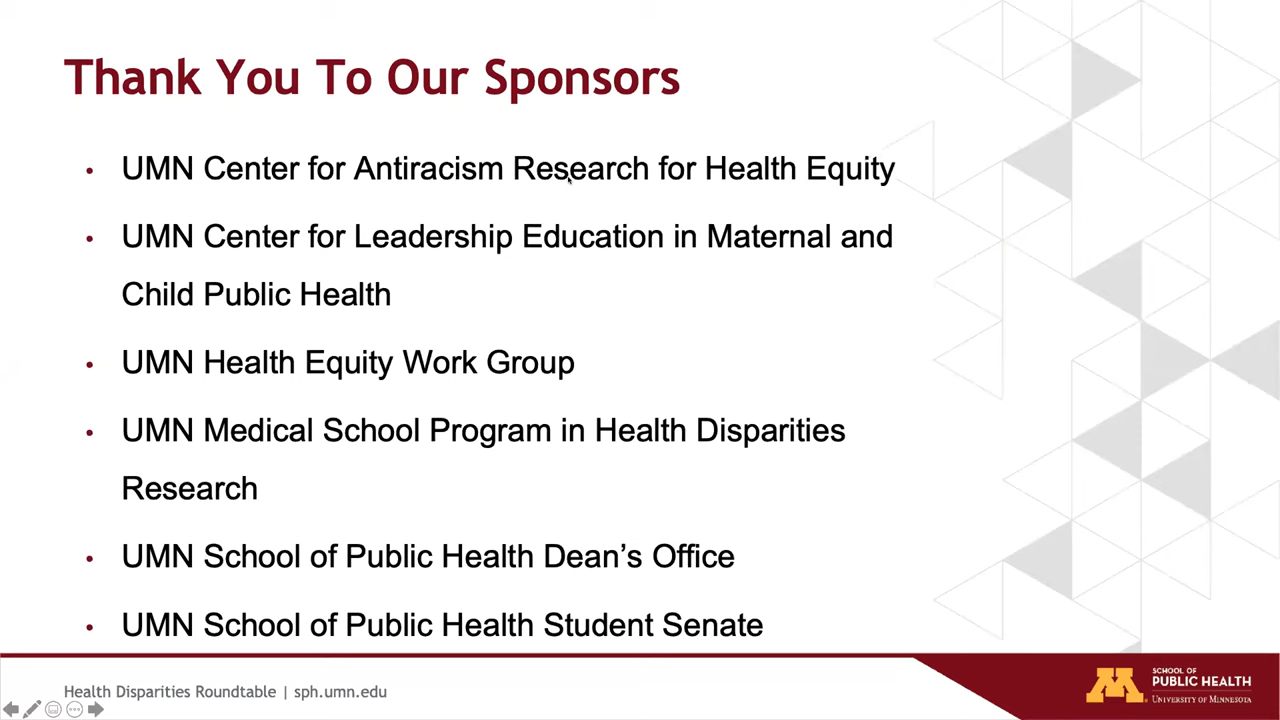 Thank You To Our Sponsors
• UMN Center for Antiracism Research for Health Equity
• UMN Center for Leadership Education in Maternal and
Child Public Health
• UMN Health Equity Work Group
• UMN Medical School Program in Health Disparities
Research
• UMN School of Public Health Dean’s Office
• UMN School of Public Health Student Senate
Health Disparities Roundtable | sph.umn.edu
M
SCHOOL OF
PUBLIC HEALTH
UNIVERSITY OF MINNESOTA